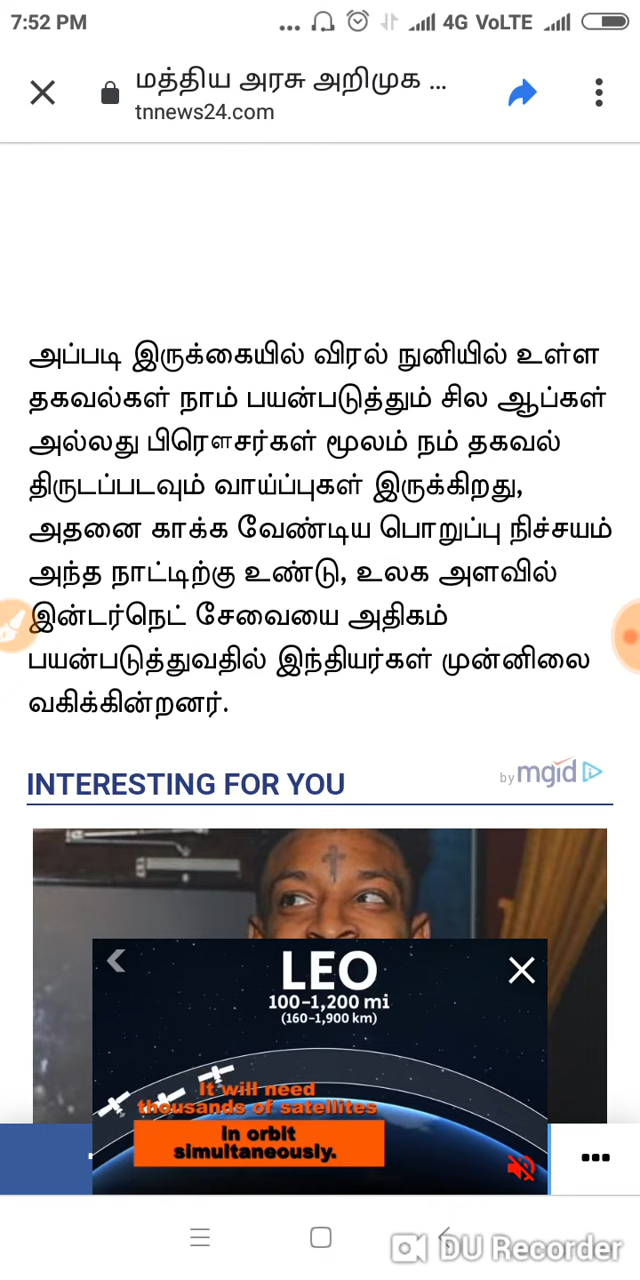 7:52 PM
... 4G VoLTE
மத்திய அரசு அறிமுக ...
tnnews24.com
அப்படி இருக்கையில் விரல் நுனியில் உள்ள
தகவல்கள் நாம் பயன்படுத்தும் சில ஆப்கள்
அல்லது பிரௌசர்கள் மூலம் நம் தகவல்
திருடப்படவும் வாய்ப்புகள் இருக்கிறது,
அதனை காக்க வேண்டிய பொறுப்பு நிச்சயம்
அந்த நாட்டிற்கு உண்டு, உலக அளவில்
இன்டர்நெட் சேவையை அதிகம்
பயன்படுத்துவதில் இந்தியர்கள் முன்னிலை
வகிக்கின்றனர்.
INTERESTING FOR YOU
by mgid
LEO
100-1,200 mi
(160-1,900 km)
It will need
thousands of satellites
in orbit
simultaneously.
DU Recorder